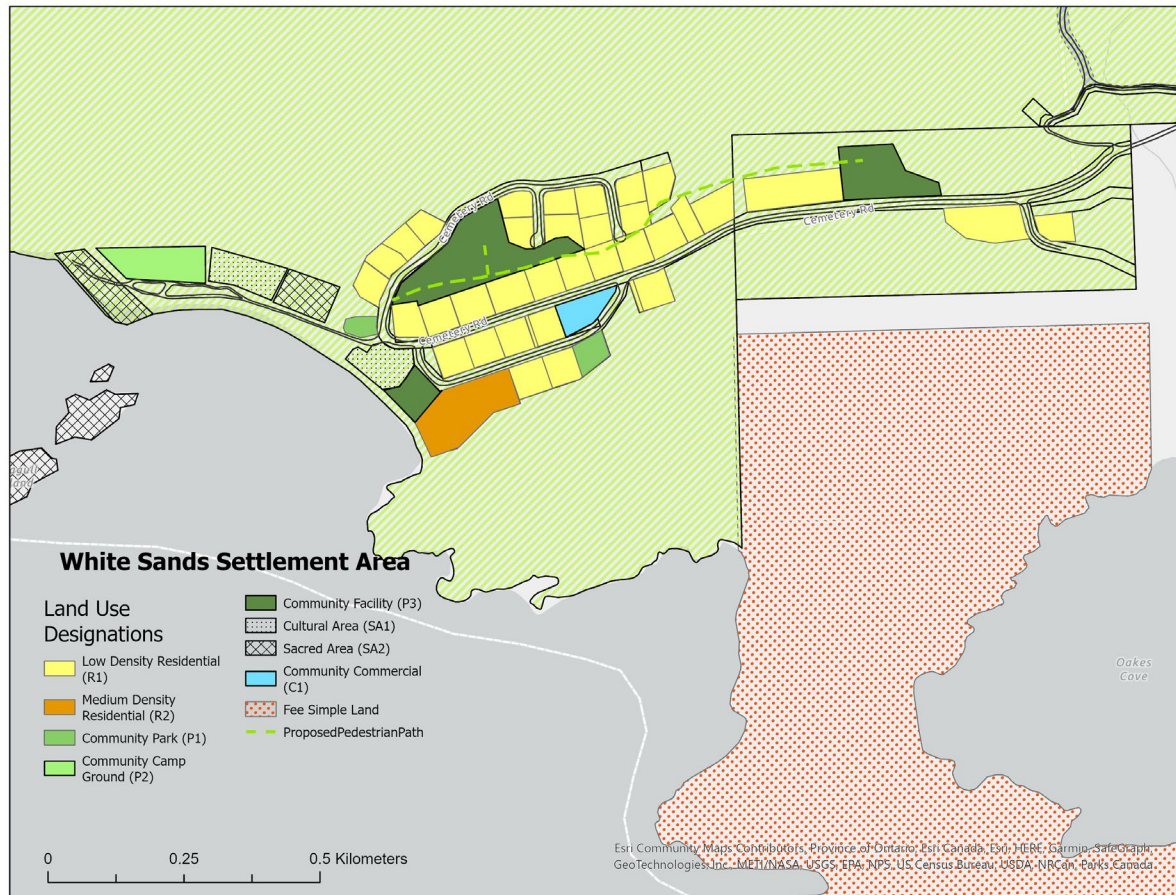 Cemetery Rd
Cemetery Rd
Cemetery Rd
Oakes
Cove
White Sands Settlement Area
Land Use
Designations
Low Density Residential
(R1)
Medium Density
Residential (R2)
Community Park (P1)
Community Camp
Ground (P2)
Community Facility (P3)
Cultural Area (SA1)
Sacred Area (SA2)
Community Commercial
(C1)
Fee Simple Land
ProposedPedestrianPath
0 0.25 0.5 Kilometers
Esri Community Maps Contributors, Province of Ontario, Esri Canada, Esri, HERE, Garmin, SafeGraph,
GeoTechnologies, Inc, METI/NASA, USGS, EPA, NPS, US Census Bureau, USDA, NRCan, Parks Canada